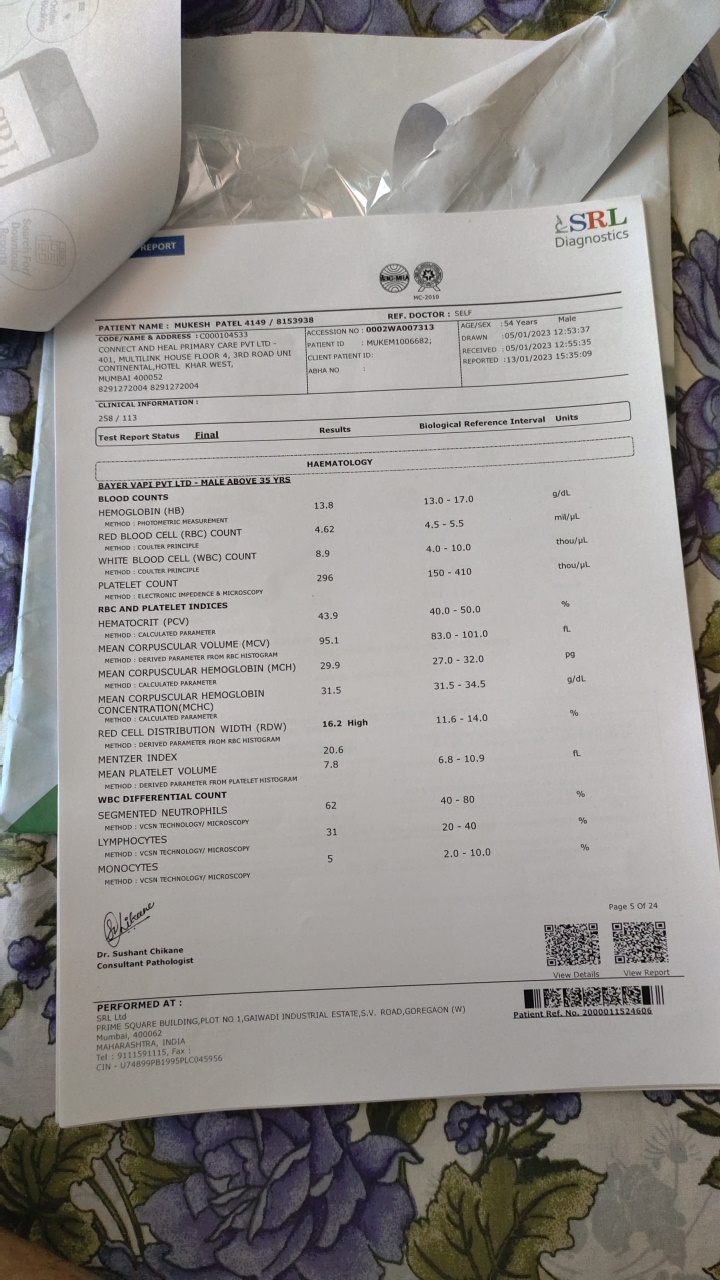 REPORT
SRL
Diagnostics
MC-2010
PATIENT NAME : MUKESH PATEL 4149 / 8153938
REF. DOCTOR : SELF
CODE/NAME & ADDRESS : C000104533
CONNECT AND HEAL PRIMARY CARE PVT LTD -
401, MULTILINK HOUSE FLOOR 4, 3RD ROAD UNI
CONTINENTAL,HOTEL KHAR WEST,
MUMBAI 400052
8291272004 8291272004
ACCESSION NO : 0002WA007313
PATIENT ID : MUKEM1006682;
CLIENT PATIENT ID:
ABHA NO :
AGE/SEX : 54 Years Male
DRAWN : 05/01/2023 12:53:37
RECEIVED : 05/01/2023 12:55:35
REPORTED : 13/01/2023 15:35:09
CLINICAL INFORMATION :
258 / 113
Test Report Status Final Results Biological Reference Interval Units
HAEMATOLOGY
BAYER VAPI PVT LTD - MALE ABOVE 35 YRS
BLOOD COUNTS
HEMOGLOBIN (HB) 13.8 13.0 - 17.0 g/dL
METHOD : PHOTOMETRIC MEASUREMENT
RED BLOOD CELL (RBC) COUNT 4.62 4.5 - 5.5 mil/µL
METHOD : COULTER PRINCIPLE
WHITE BLOOD CELL (WBC) COUNT 8.9 4.0 - 10.0 thou/µL
METHOD : COULTER PRINCIPLE
PLATELET COUNT 296 150 - 410 thou/µL
METHOD : ELECTRONIC IMPEDENCE & MICROSCOPY
RBC AND PLATELET INDICES
HEMATOCRIT (PCV) 43.9 40.0 - 50.0 %
METHOD : CALCULATED PARAMETER
MEAN CORPUSCULAR VOLUME (MCV) 95.1 83.0 - 101.0 fL
METHOD : DERIVED PARAMETER FROM RBC HISTOGRAM
MEAN CORPUSCULAR HEMOGLOBIN (MCH) 29.9 27.0 - 32.0 pg
METHOD : CALCULATED PARAMETER
MEAN CORPUSCULAR HEMOGLOBIN 31.5 31.5 - 34.5 g/dL
CONCENTRATION(MCHC)
METHOD : CALCULATED PARAMETER
RED CELL DISTRIBUTION WIDTH (RDW) 16.2 High 11.6 - 14.0 %
METHOD : DERIVED PARAMETER FROM RBC HISTOGRAM
MENTZER INDEX 20.6
MEAN PLATELET VOLUME 7.8 6.8 - 10.9 fL
METHOD : DERIVED PARAMETER FROM PLATELET HISTOGRAM
WBC DIFFERENTIAL COUNT
SEGMENTED NEUTROPHILS 62 40 - 80 %
METHOD : VCSN TECHNOLOGY/ MICROSCOPY
LYMPHOCYTES 31 20 - 40 %
METHOD : VCSN TECHNOLOGY/ MICROSCOPY
MONOCYTES 5 2.0 - 10.0 %
METHOD : VCSN TECHNOLOGY/ MICROSCOPY
Dr. Sushant Chikane
Consultant Pathologist
Page 5 Of 24
View Details View Report
PERFORMED AT :
SRL Ltd
PRIME SQUARE BUILDING,PLOT NO 1,GAIWADI INDUSTRIAL ESTATE,S.V. ROAD,GOREGAON (W)
Mumbai, 400062
MAHARASHTRA, INDIA
Tel : 9111591115, Fax :
CIN - U74899PB1995PLC045956
Patient Ref. No. 2000011524606